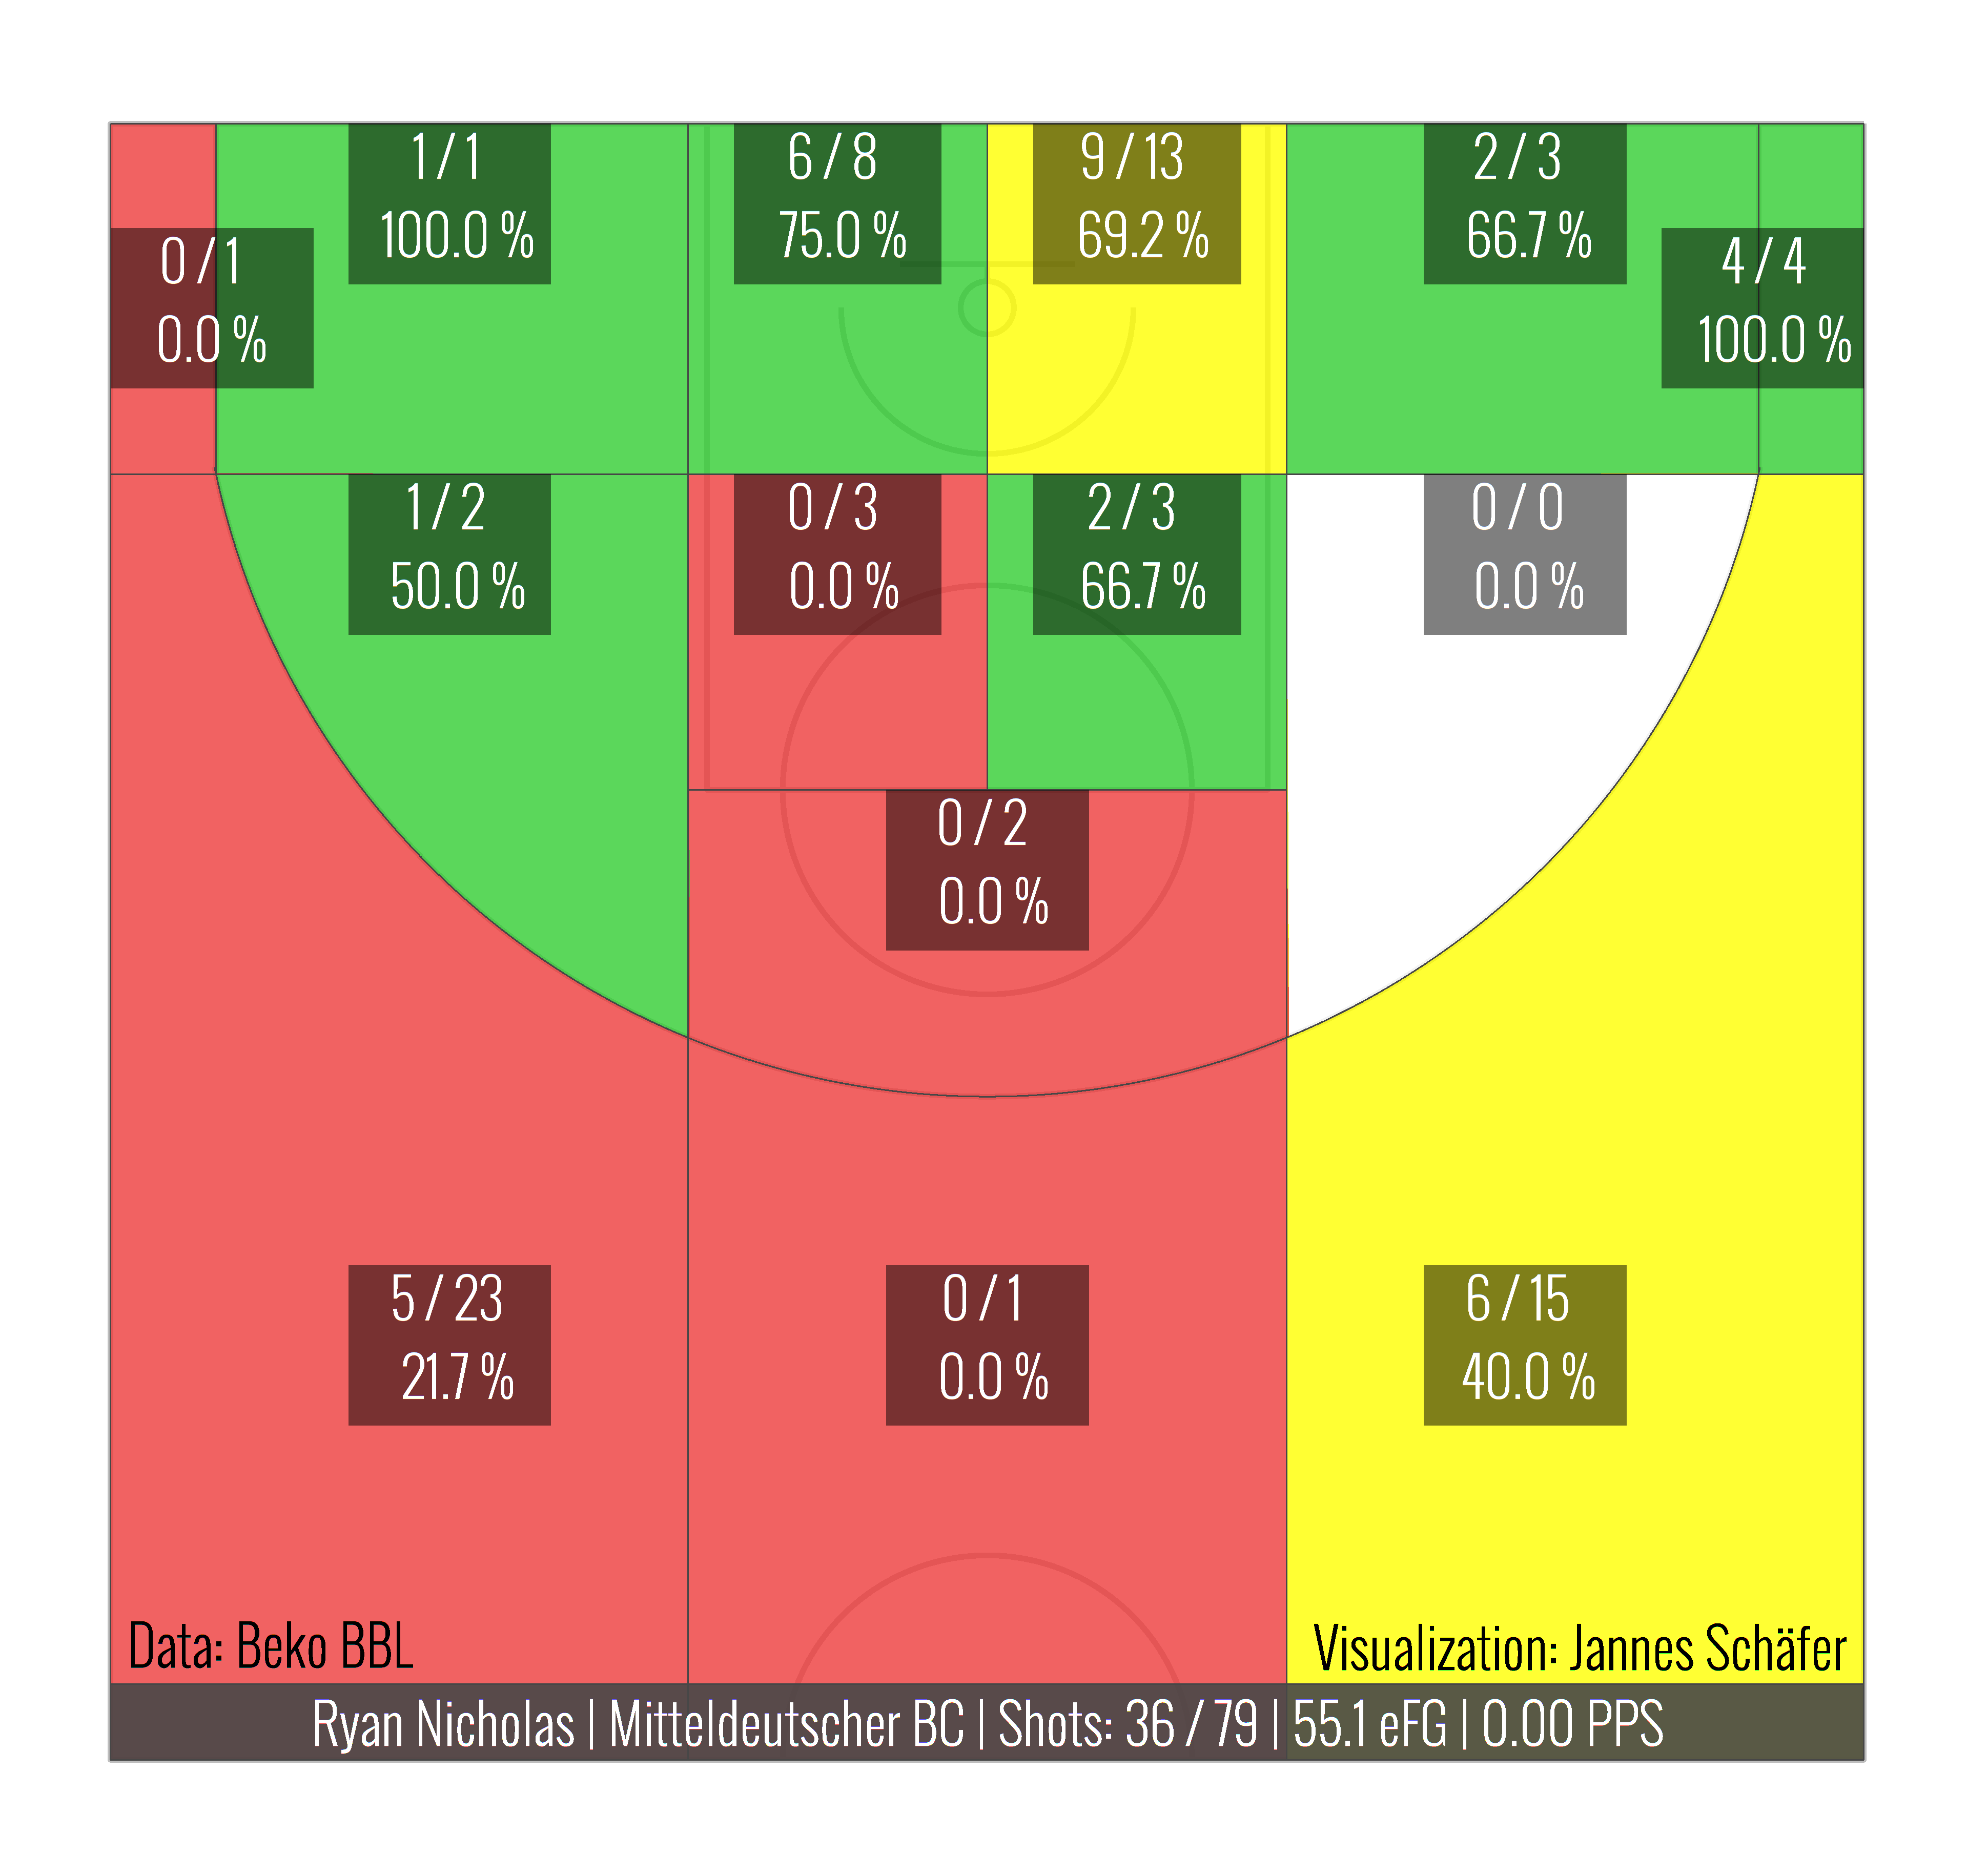 1 / 1
100.0 %
6 / 8
75.0 %
9 / 13
69.2 %
2 / 3
66.7 %
0 / 1
0.0 %
4 / 4
100.0 %
1 / 2
50.0 %
0 / 3
0.0 %
2 / 3
66.7 %
0 / 0
0.0 %
0 / 2
0.0 %
5 / 23
21.7 %
0 / 1
0.0 %
6 / 15
40.0 %
Data: Beko BBL
Visualization: Jannes Schäfer
Ryan Nicholas | Mitteldeutscher BC | Shots: 36 / 79 | 55.1 eFG | 0.00 PPS